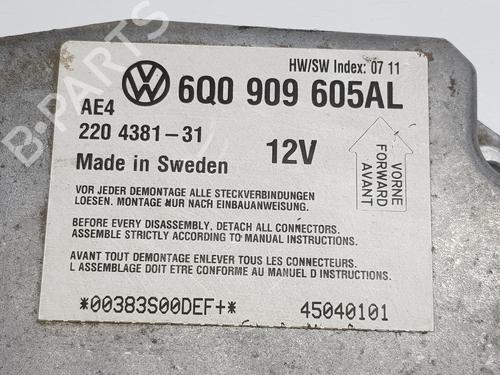 HW/SW Index: 07 11
6Q0 909 605AL
AE4
220 4381-31
12V
Made in Sweden
VORNE
FORWARD
AVANT
VOR JEDER DEMONTAGE ALLE STECKVERBINDUNGEN
LOESEN. MONTAGE NUR NACH EINBAUANWEISUNG.
BEFORE EVERY DISASSEMBLY, DETACH ALL CONNECTORS.
ASSEMBLE STRICTLY ACCORDING TO MANUAL INSTRUCTIONS.
AVANT TOUT DEMONTAGE ENLEVER TOUS LES CONNECTEURS.
L ASSEMBLAGE DOIT ETRE CONFORME AU MANUEL D INSTRUCTIONS.
*00383S00DEF+*
45040101
B-PARTS